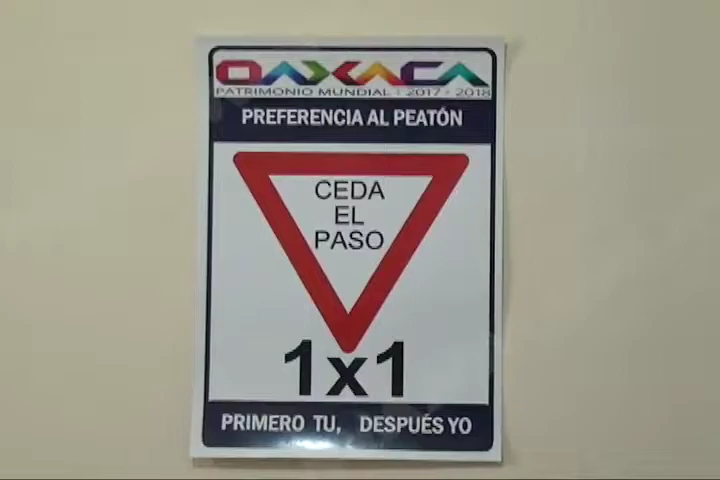 OAXACA
PATRIMONIO MUNDIAL | 2017 - 2018
PREFERENCIA AL PEATÓN
CEDA
EL
PASO
1x1
PRIMERO TU, DESPUÉS YO